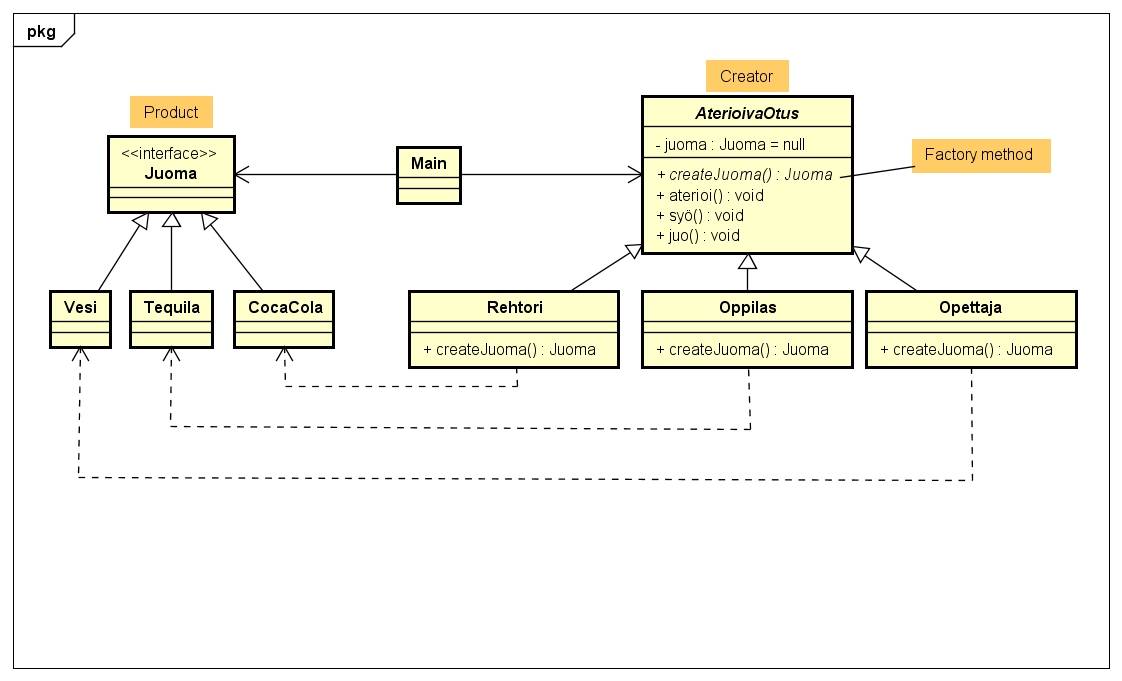 pkg
Creator
Product
AterioivaOtus
- juoma : Juoma = null
<<interface>>
Juoma
Main
Factory method
+ createJuoma() : Juoma
+ aterioi() : void
+ syö() : void
+ juo() : void
Vesi
Tequila
CocaCola
Rehtori
+ createJuoma() : Juoma
Oppilas
+ createJuoma() : Juoma
Opettaja
+ createJuoma() : Juoma